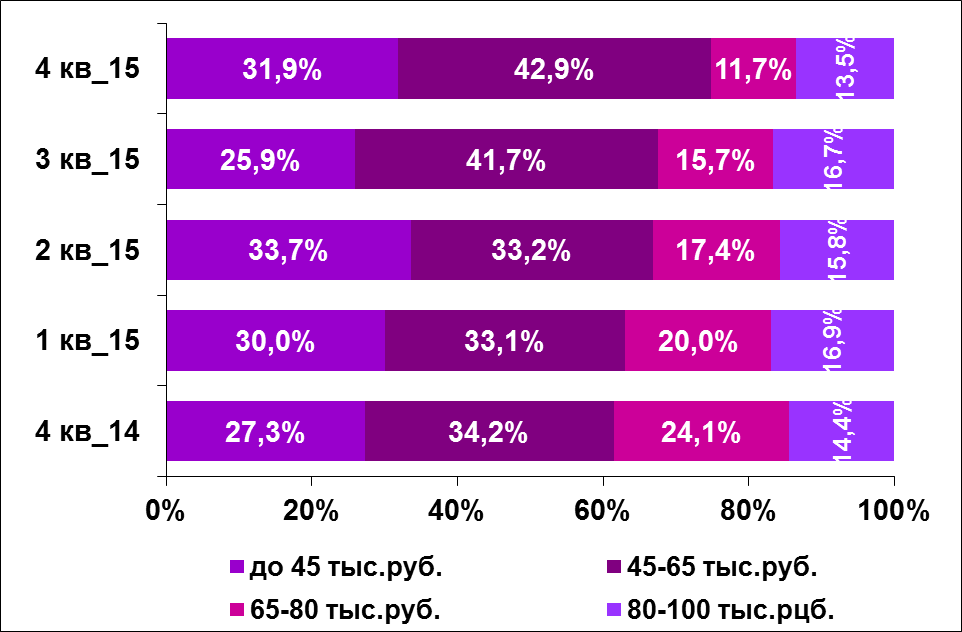 4 кв_15 31,9% 42,9% 11,7% 13,5%
3 кв_15 25,9% 41,7% 15,7% 16,7%
2 кв_15 33,7% 33,2% 17,4% 15,8%
1 кв_15 30,0% 33,1% 20,0% 16,9%
4 кв_14 27,3% 34,2% 24,1% 14,4%
0% 20% 40% 60% 80% 100%
до 45 тыс.руб. 45-65 тыс.руб.
65-80 тыс.руб. 80-100 тыс.рцб.